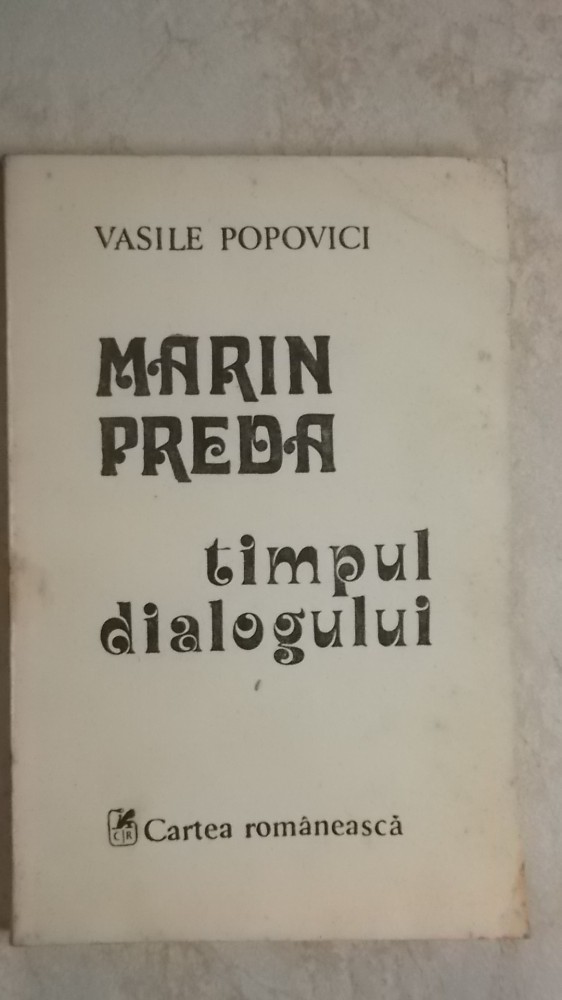 VASILE POPOVICI
MARIN
PREDA
timpul
dialogului
CR Cartea românească